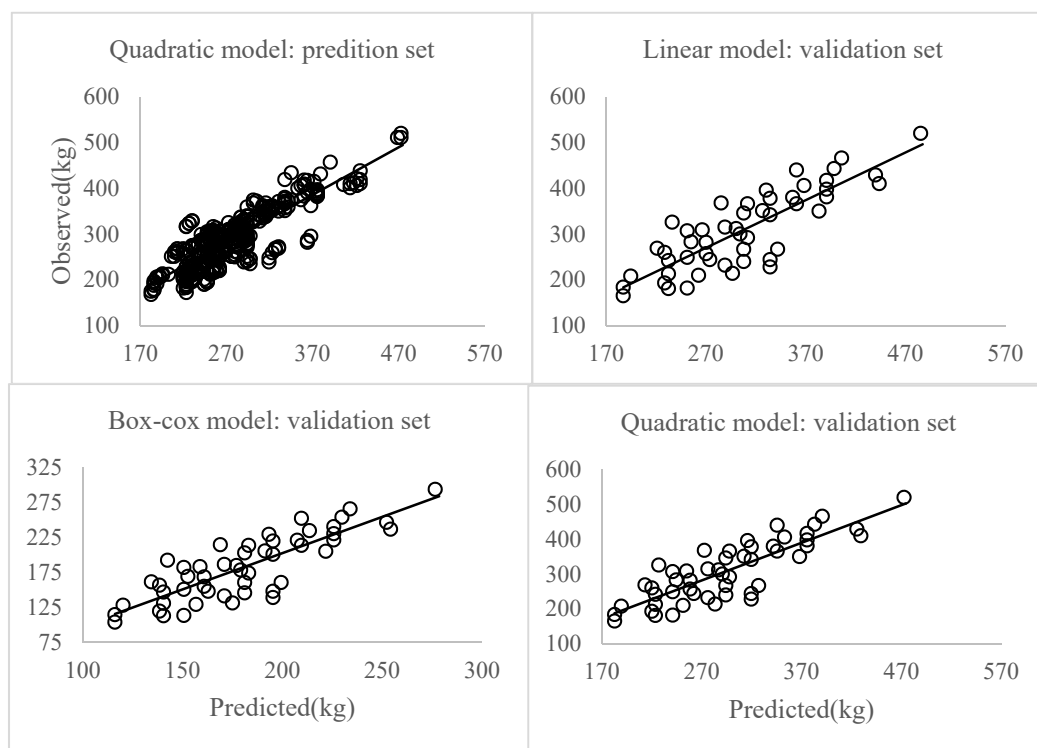 Quadratic model: predition set
Observed(kg)
600
500
400
300
200
100
170 270 370 470 570
Linear model: validation set
600
500
400
300
200
100
170 270 370 470 570
Box-cox model: validation set
325
275
225
175
125
75
100 150 200 250 300
Predicted(kg)
Quadratic model: validation set
600
500
400
300
200
100
170 270 370 470 570
Predicted(kg)